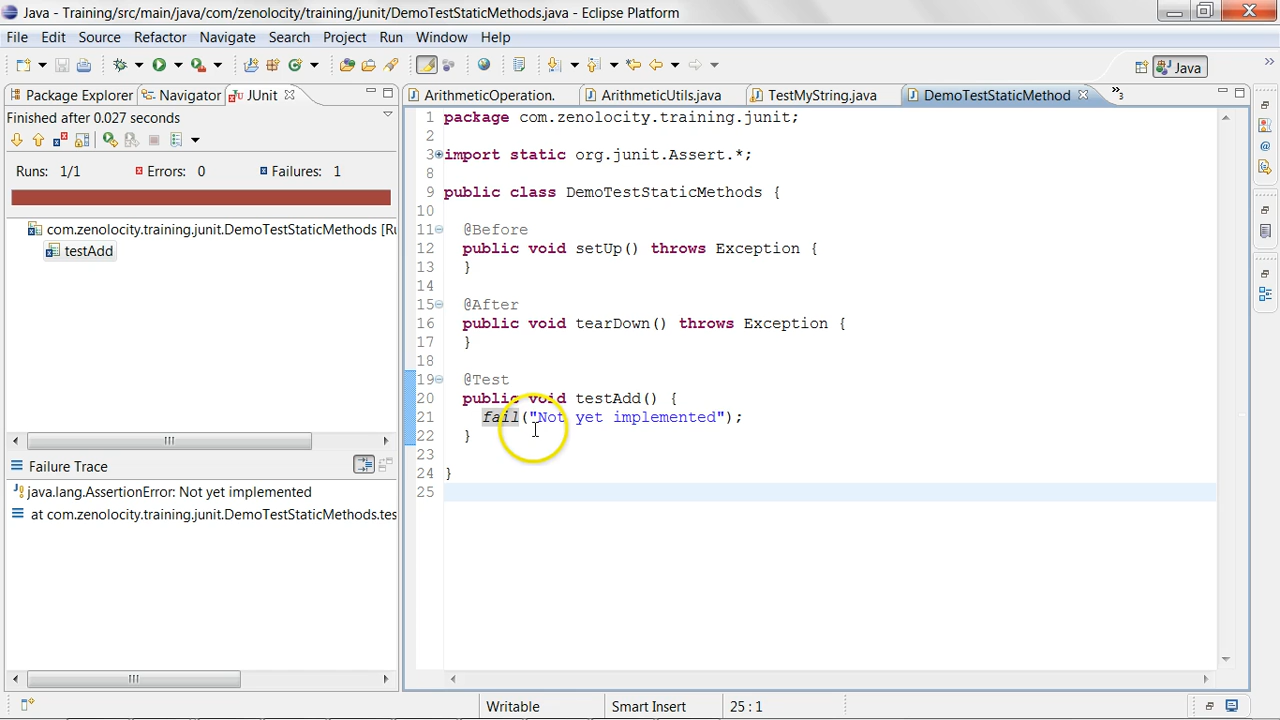 Java - Training/src/main/java/com/zenolocity/training/junit/DemoTestStaticMethods.java - Eclipse Platform
File Edit Source Refactor Navigate Search Project Run Window Help
Java
Package Explorer Navigator JUnit
Finished after 0.027 seconds
Runs: 1/1 Errors: 0 Failures: 1
com.zenolocity.training.junit.DemoTestStaticMethods [Ru
testAdd
Failure Trace
java.lang.AssertionError: Not yet implemented
at com.zenolocity.training.junit.DemoTestStaticMethods.tes
ArithmeticOperation. ArithmeticUtils.java TestMyString.java DemoTestStaticMethod »3
1 package com.zenolocity.training.junit;
2
3 import static org.junit.Assert.*;
8
9 public class DemoTestStaticMethods {
10
11 @Before
12 public void setUp() throws Exception {
13 }
14
15 @After
16 public void tearDown() throws Exception {
17 }
18
19 @Test
20 public void testAdd() {
21 fail("Not yet implemented");
22 }
23
24 }
25
Writable Smart Insert 25 : 1